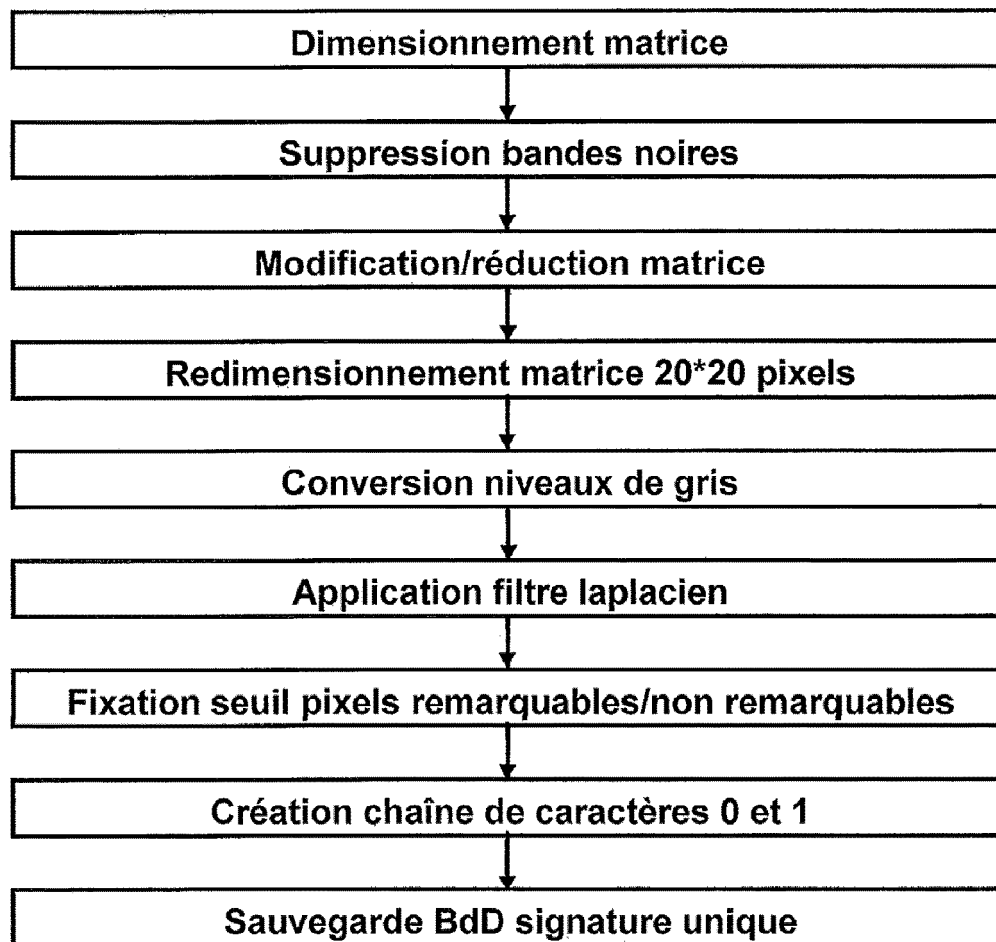 Dimensionnement matrice
Suppression bandes noires
Modification/réduction matrice
Redimensionnement matrice 20*20 pixels
Conversion niveaux de gris
Application filtre laplacien
Fixation seuil pixels remarquables/non remarquables
Création chaîne de caractères 0 et 1
Sauvegarde BdD signature unique